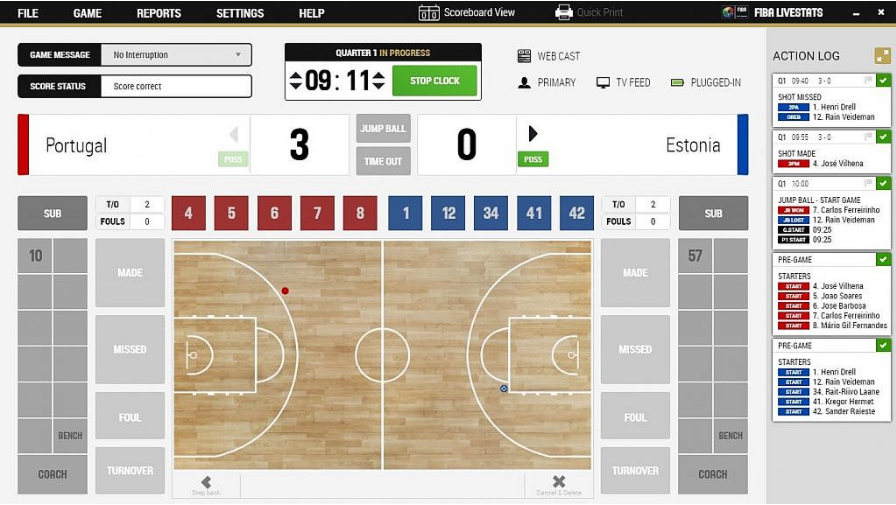 FILE GAME REPORTS SETTINGS HELP Scoreboard View Quick Print FIBA LIVESTATS
GAME MESSAGE No Interruption
SCORE STATUS Score correct
QUARTER 1 IN PROGRESS
09 : 11 STOP CLOCK
WEB CAST
PRIMARY TV FEED PLUGGED-IN
Portugal POSS 3 JUMP BALL TIME OUT 0 POSS Estonia
SUB T/O 2 FOULS 0 4 5 6 7 8 1 12 34 41 42 T/O 2 FOULS 0 SUB
10 57
MADE MADE
MISSED MISSED
FOUL FOUL
BENCH BENCH
COACH TURNOVER TURNOVER COACH
Step back Cancel & Delete
ACTION LOG
Q1 09:40 3-0
SHOT MISSED
2PA 1. Henri Drell
OREB 12. Rain Veideman
Q1 09:55 3-0
SHOT MADE
3PM 4. José Vilhena
Q1 10:00
JUMP BALL - START GAME
JB WON 7. Carlos Ferreirinho
JB LOST 12. Rain Veideman
G.START 09:25
P1 START 09:25
PRE-GAME
STARTERS
START 4. José Vilhena
START 5. Joao Soares
START 6. Jose Barbosa
START 7. Carlos Ferreirinho
START 8. Mário Gil Fernandes
PRE-GAME
STARTERS
START 1. Henri Drell
START 12. Rain Veideman
START 34. Rait-Riivo Laane
START 41. Kregor Hermet
START 42. Sander Raieste